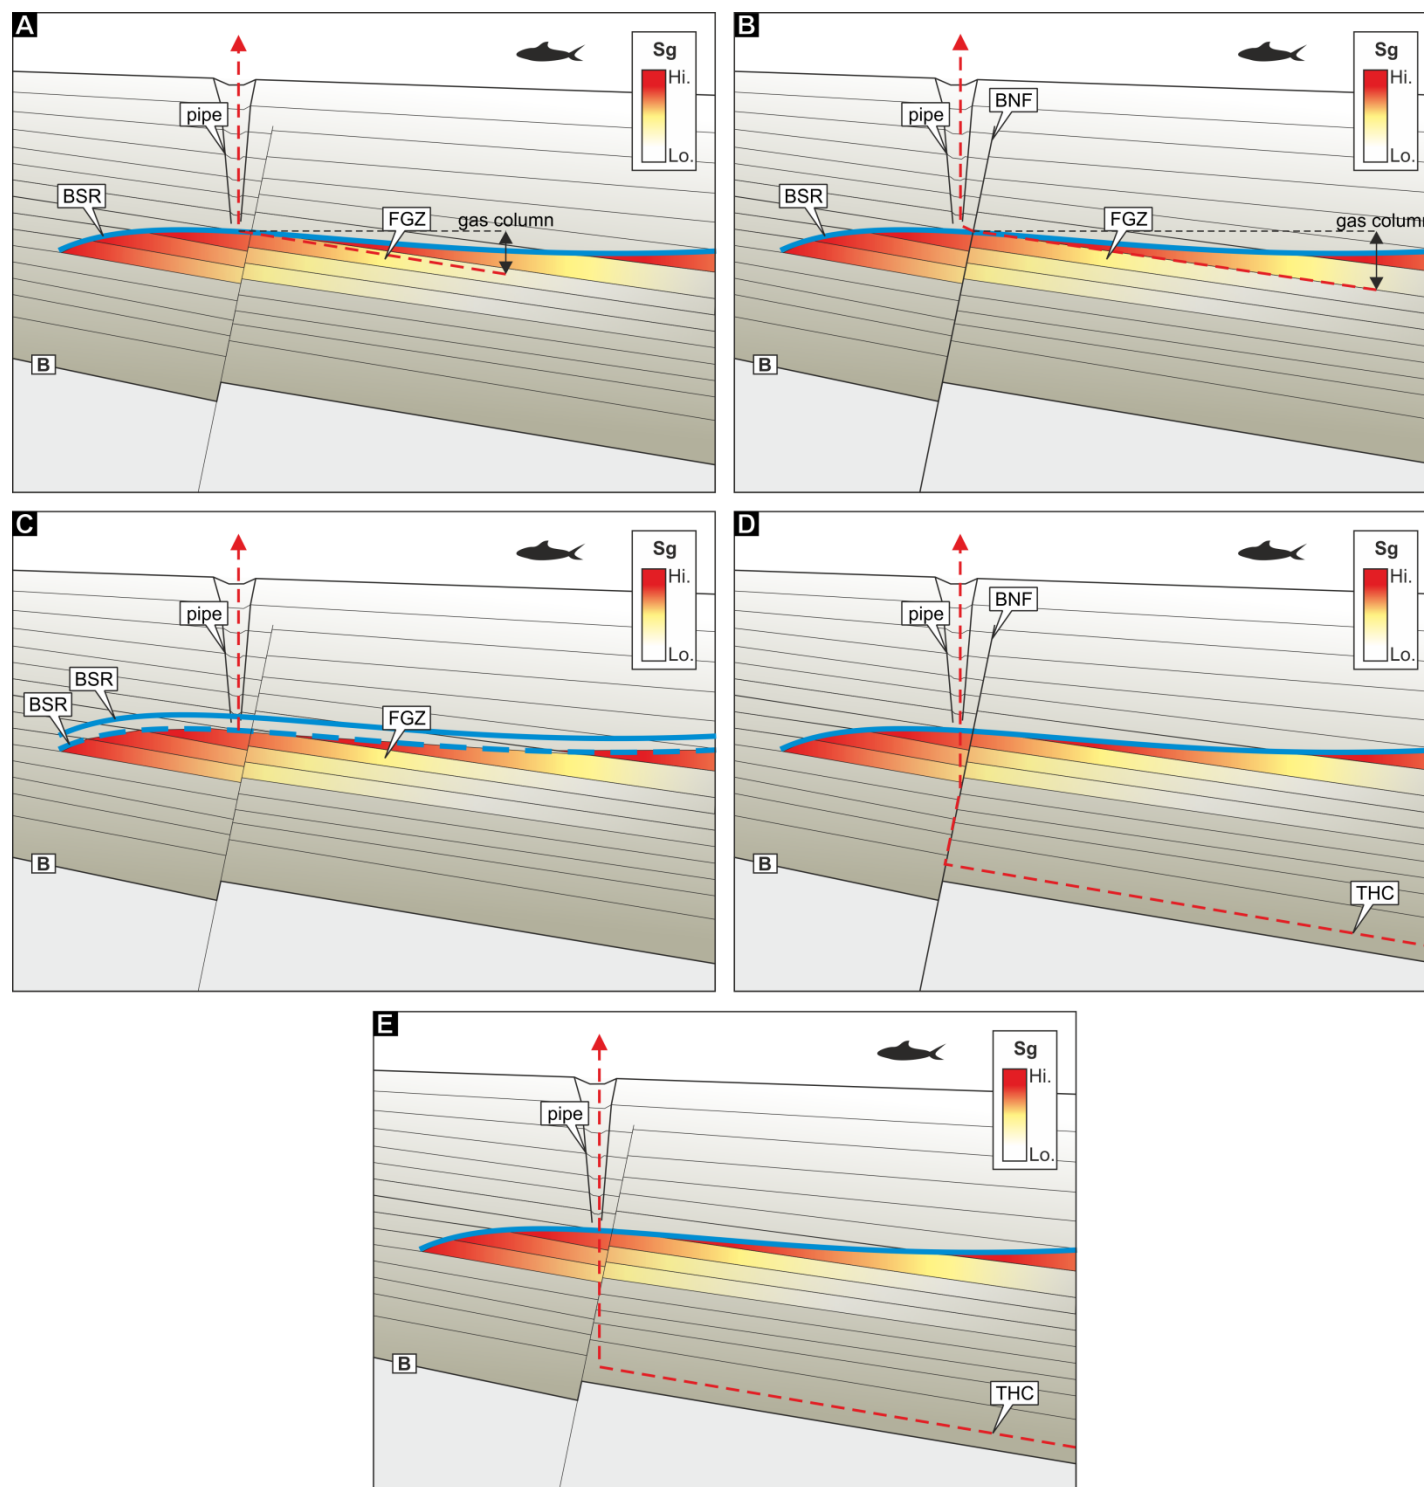 A
Sg
Hi.
Lo.
pipe
BSR
FGZ
gas column
B
B
Sg
Hi.
Lo.
pipe
BNF
BSR
FGZ
gas column
B
C
Sg
Hi.
Lo.
pipe
BSR
BSR
FGZ
B
D
Sg
Hi.
Lo.
pipe
BNF
THC
B
E
Sg
Hi.
Lo.
pipe
B
THC